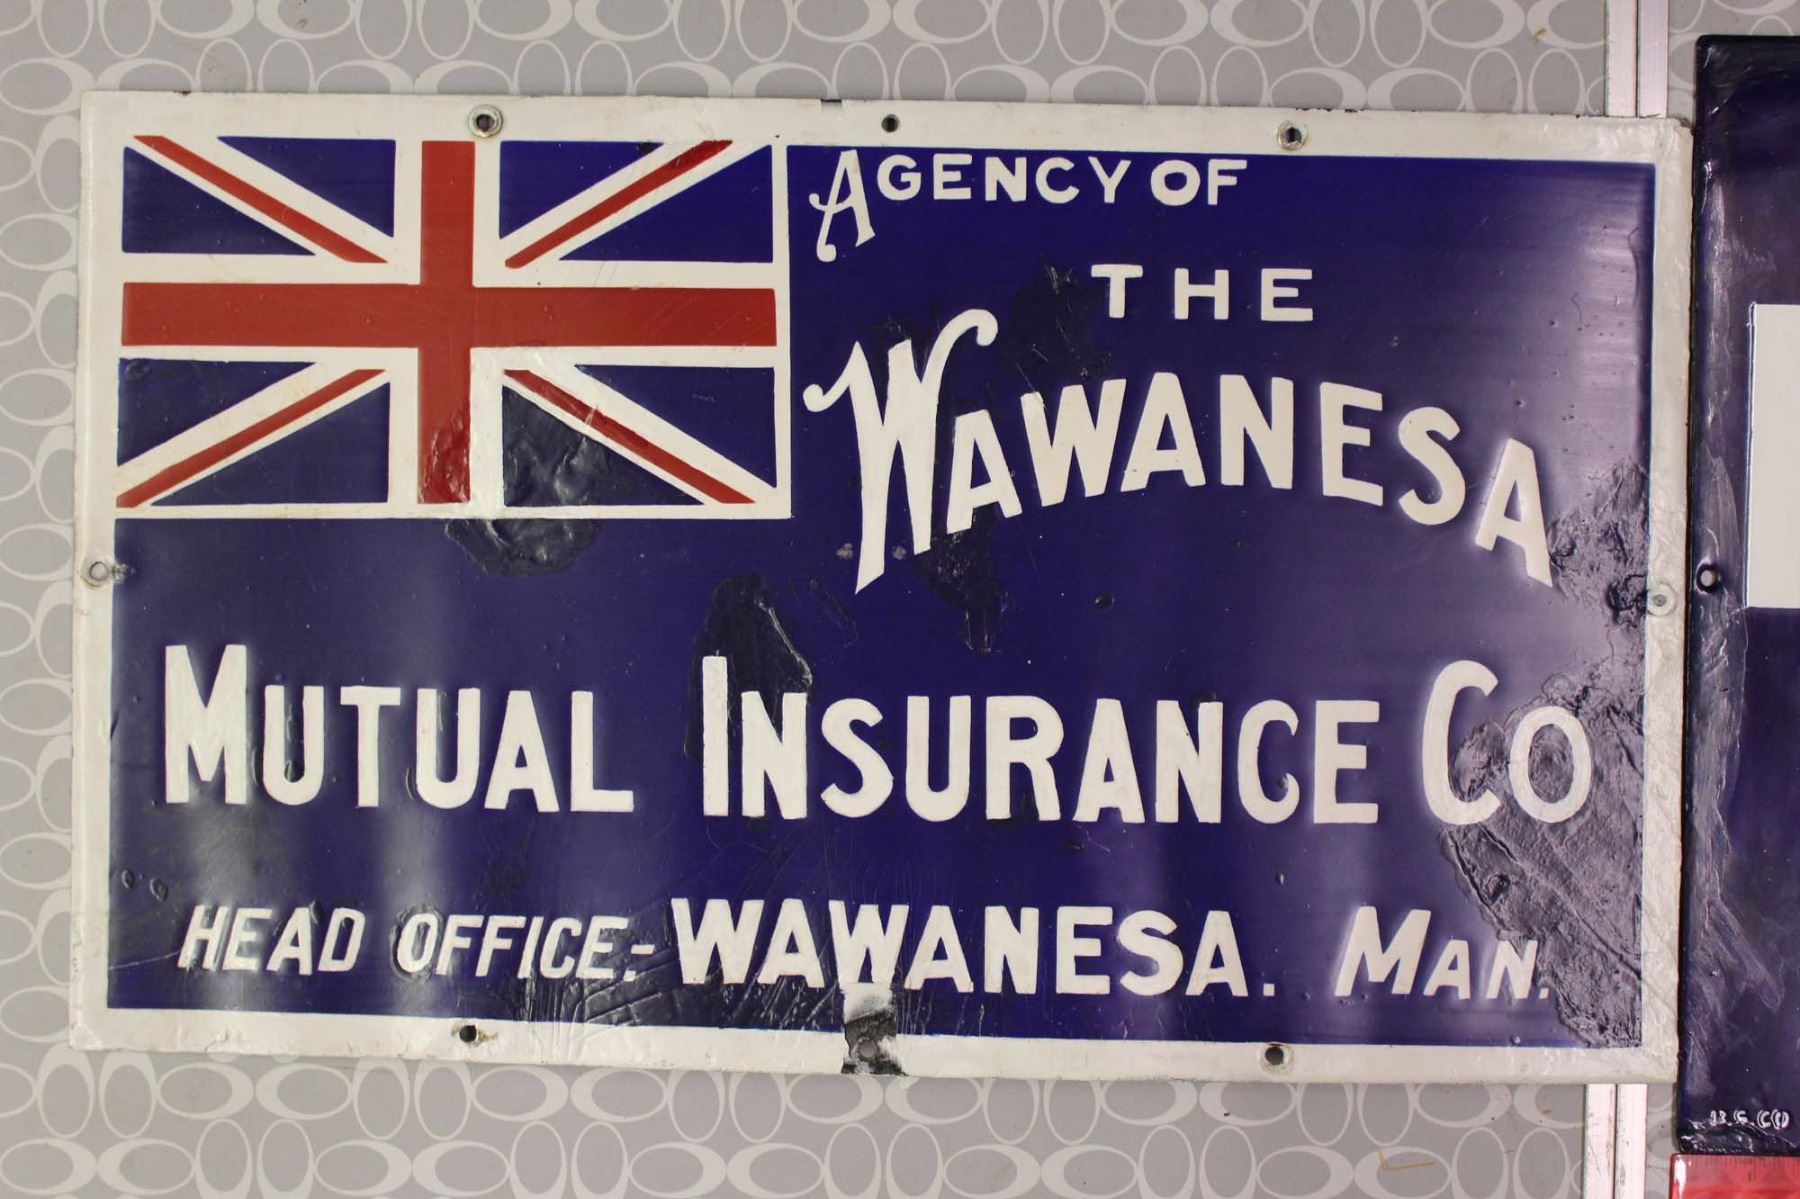 AGENCY OF
THE
WAWANESA
MUTUAL INSURANCE CO
HEAD OFFICE:- WAWANESA. MAN.